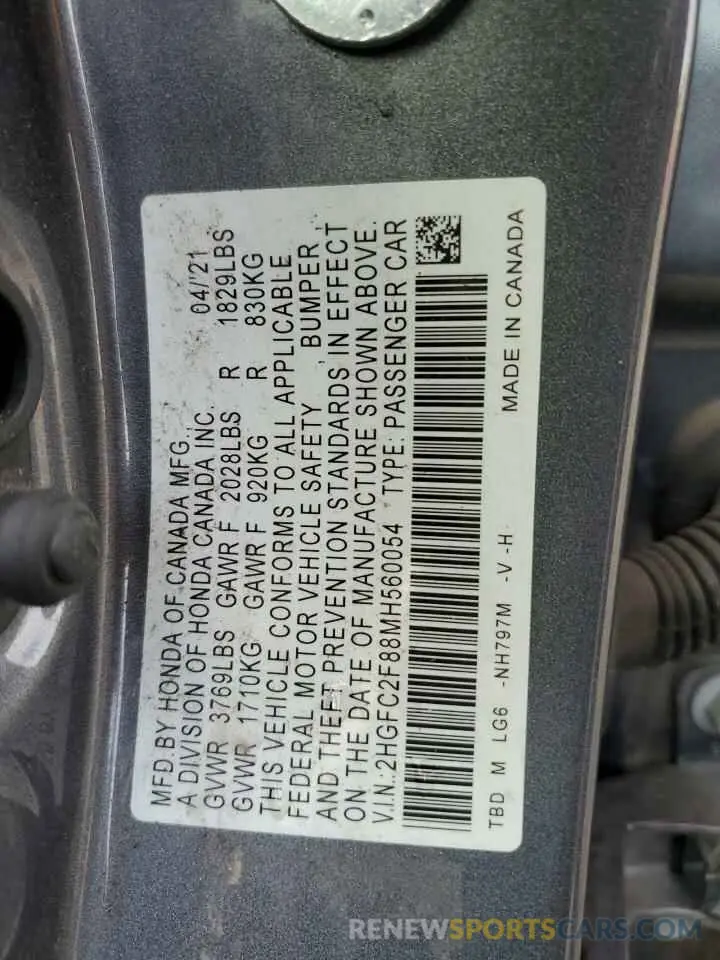 MFD.BY HONDA OF CANADA MFG., 04/'21
A DIVISION OF HONDA CANADA INC.
GVWR 3769LBS GAWR F 2028LBS R 1829LBS
GVWR 1710KG GAWR F 920KG R 830KG
THIS VEHICLE CONFORMS TO ALL APPLICABLE
FEDERAL MOTOR VEHICLE SAFETY, BUMPER,
AND THEFT PREVENTION STANDARDS IN EFFECT
ON THE DATE OF MANUFACTURE SHOWN ABOVE.
V.I.N.:2HGFC2F88MH560054 TYPE: PASSENGER CAR
TBD M LG6 -NH797M -V -H MADE IN CANADA
RENEWSPORTSCARS.COM